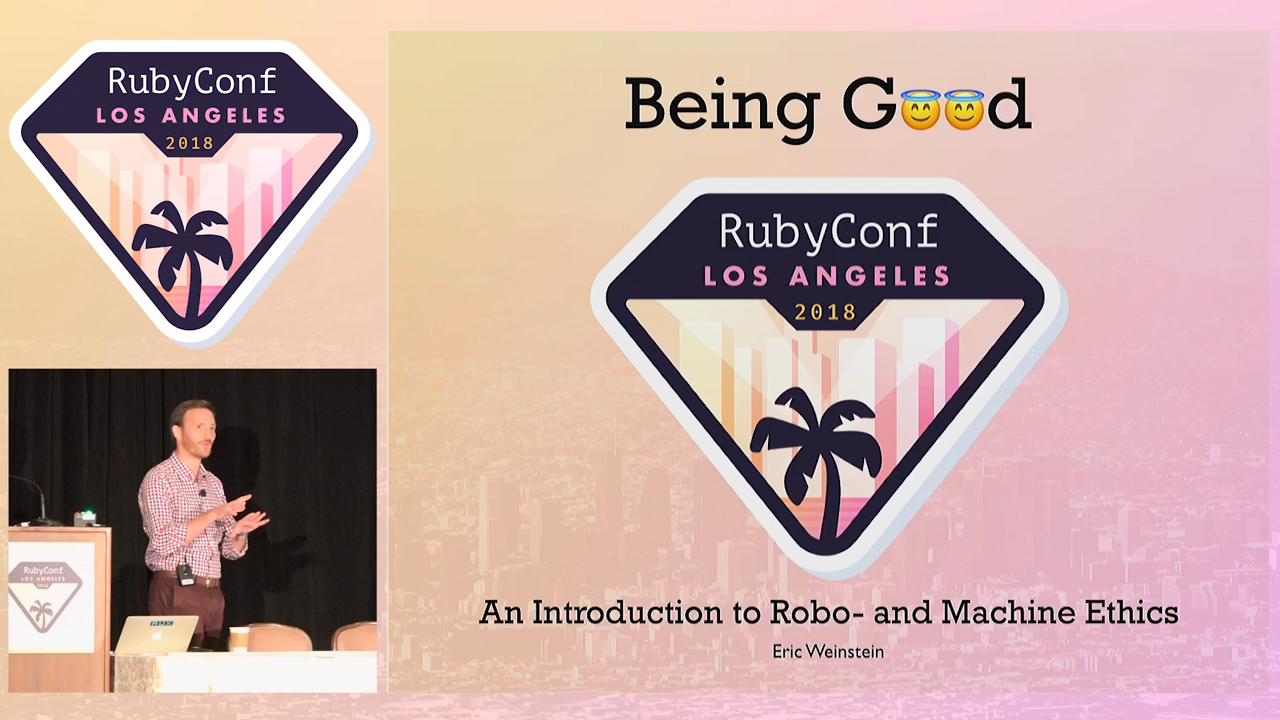 RubyConf
LOS ANGELES
2018
Being G😇😇d
RubyConf
LOS ANGELES
2018
An Introduction to Robo- and Machine Ethics
Eric Weinstein
RubyConf
LOS ANGELES